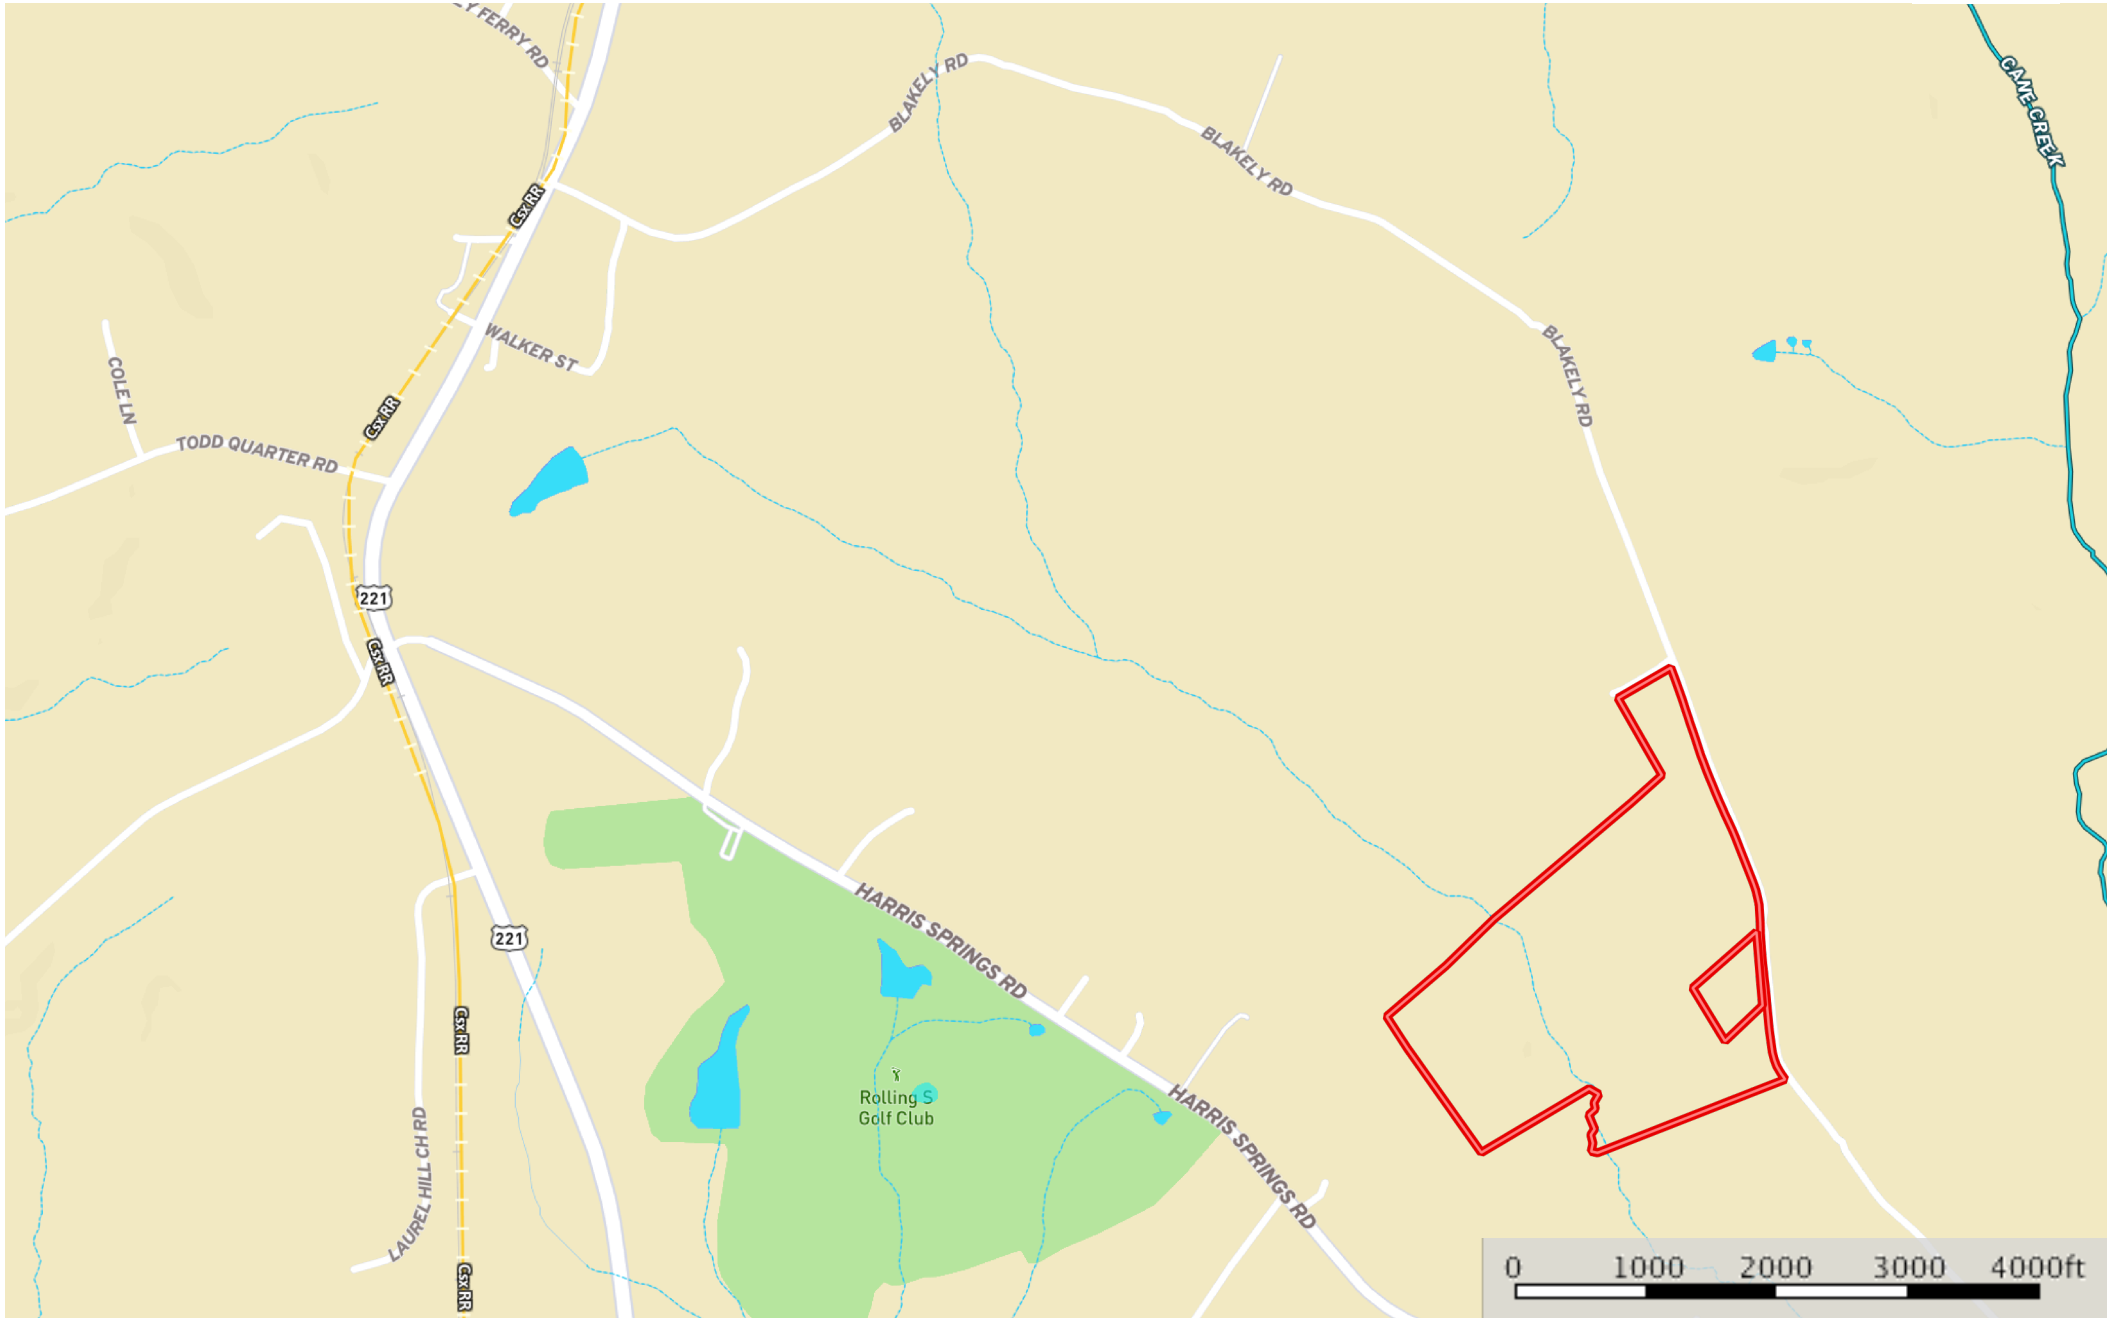 Y FERRY RD
BLAKELY RD
CANE CREEK
BLAKELY RD
Csx RR
WALKER ST
BLAKELY RD
COLE LN
Csx RR
TODD QUARTER RD
221
Csx RR
HARRIS SPRINGS RD
221
Csx RR
Rolling S
Golf Club
HARRIS SPRINGS RD
LAUREL HILL CH RD
Csx RR
0 1000 2000 3000 4000ft